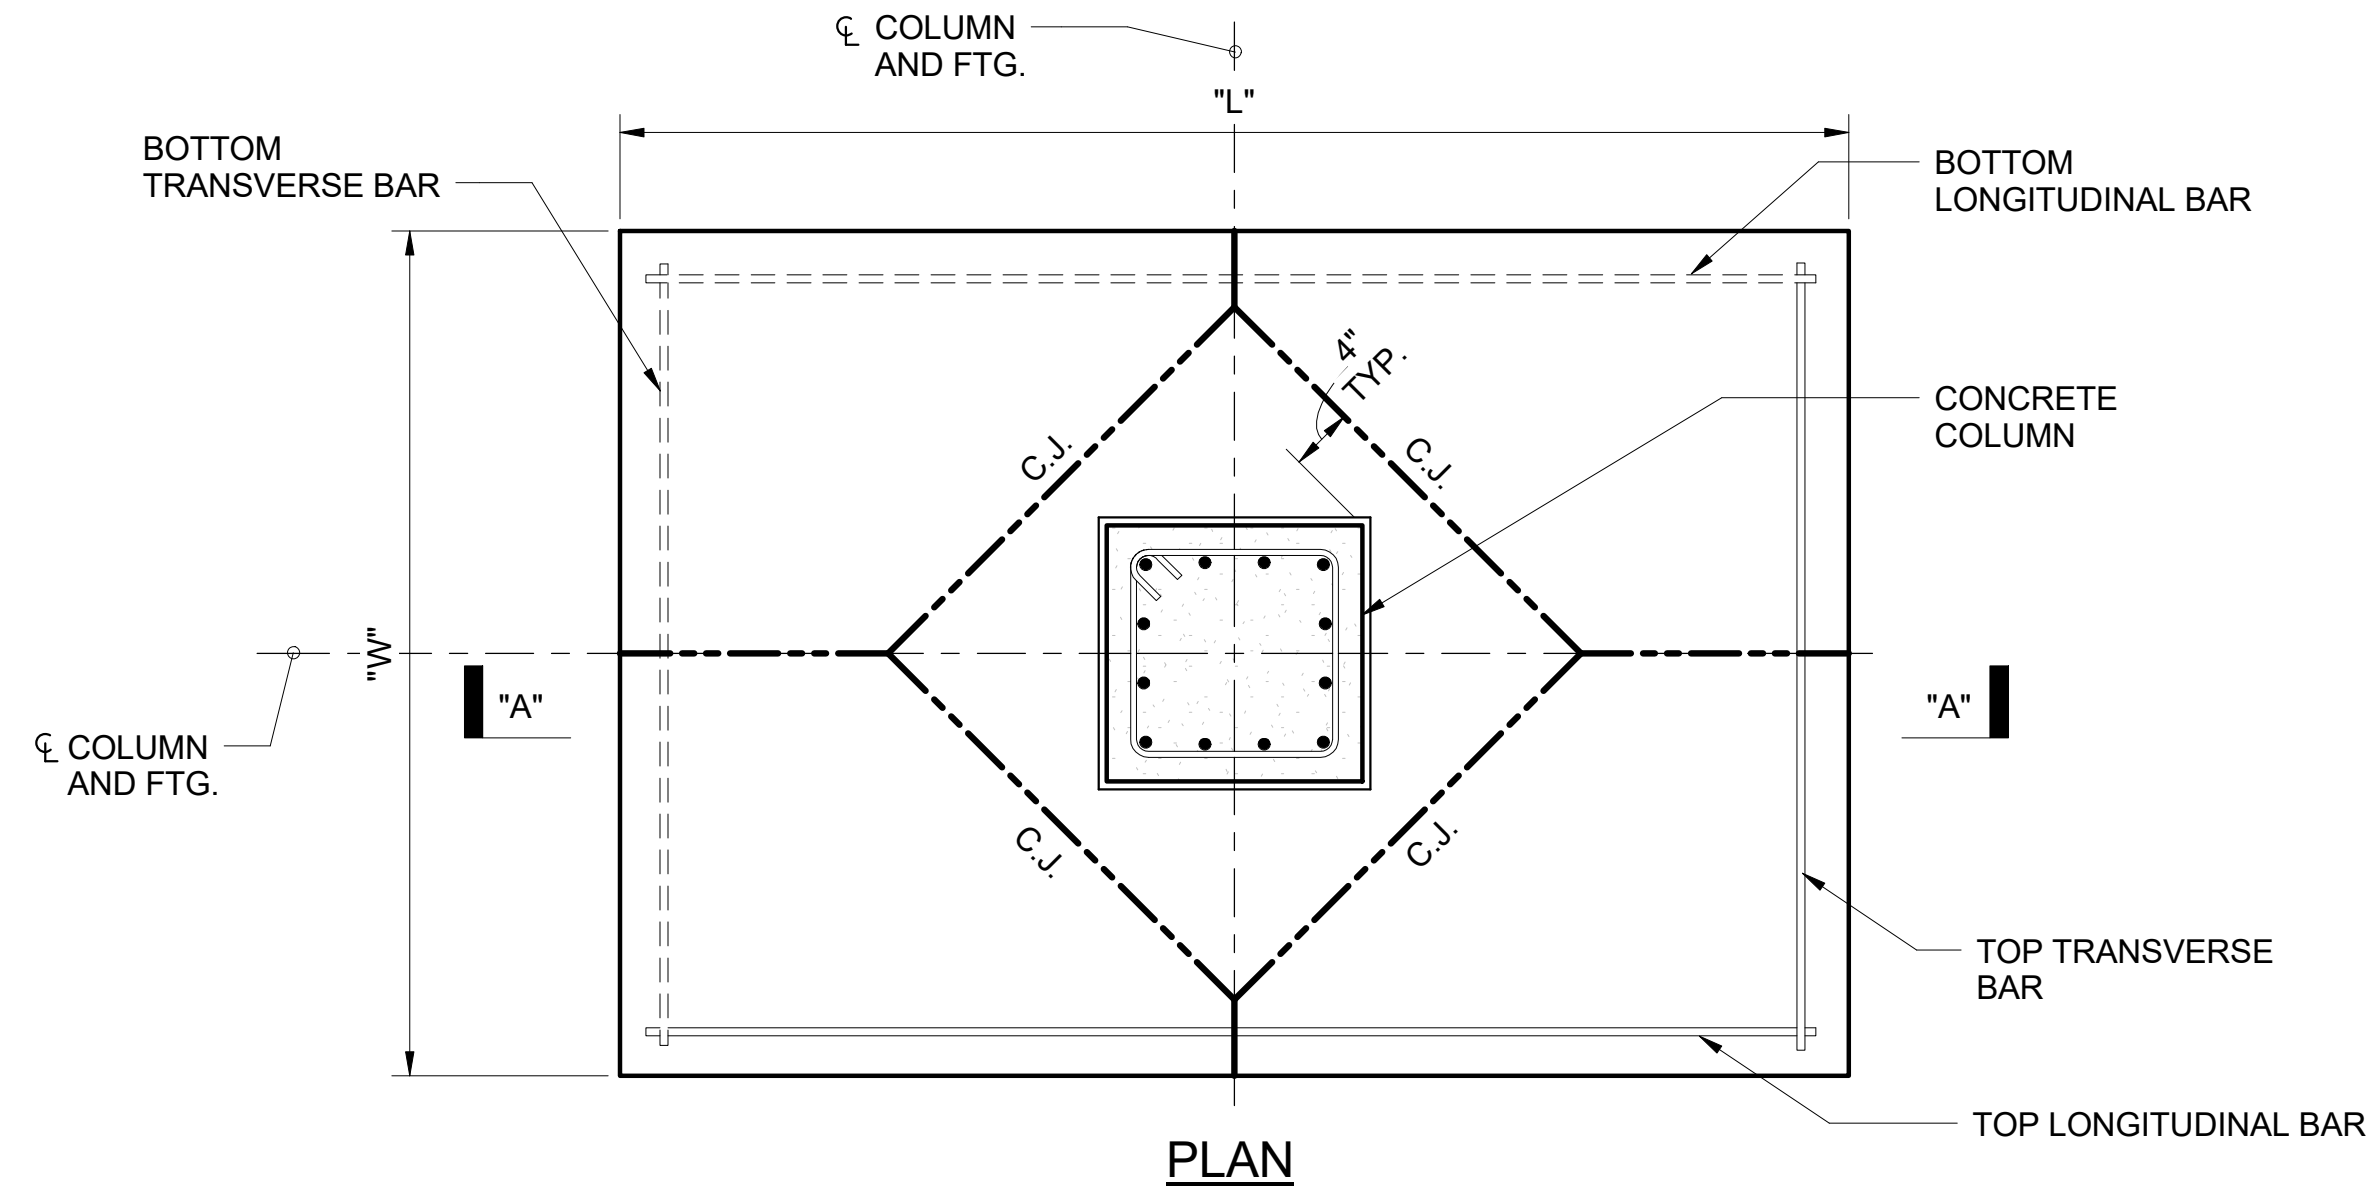 ℄ COLUMN
AND FTG.
"L"
BOTTOM
TRANSVERSE BAR
BOTTOM
LONGITUDINAL BAR
4"
TYP.
CONCRETE
COLUMN
C.J.
C.J.
"W"
"A"
"A"
℄ COLUMN
AND FTG.
C.J.
C.J.
TOP TRANSVERSE
BAR
TOP LONGITUDINAL BAR
PLAN